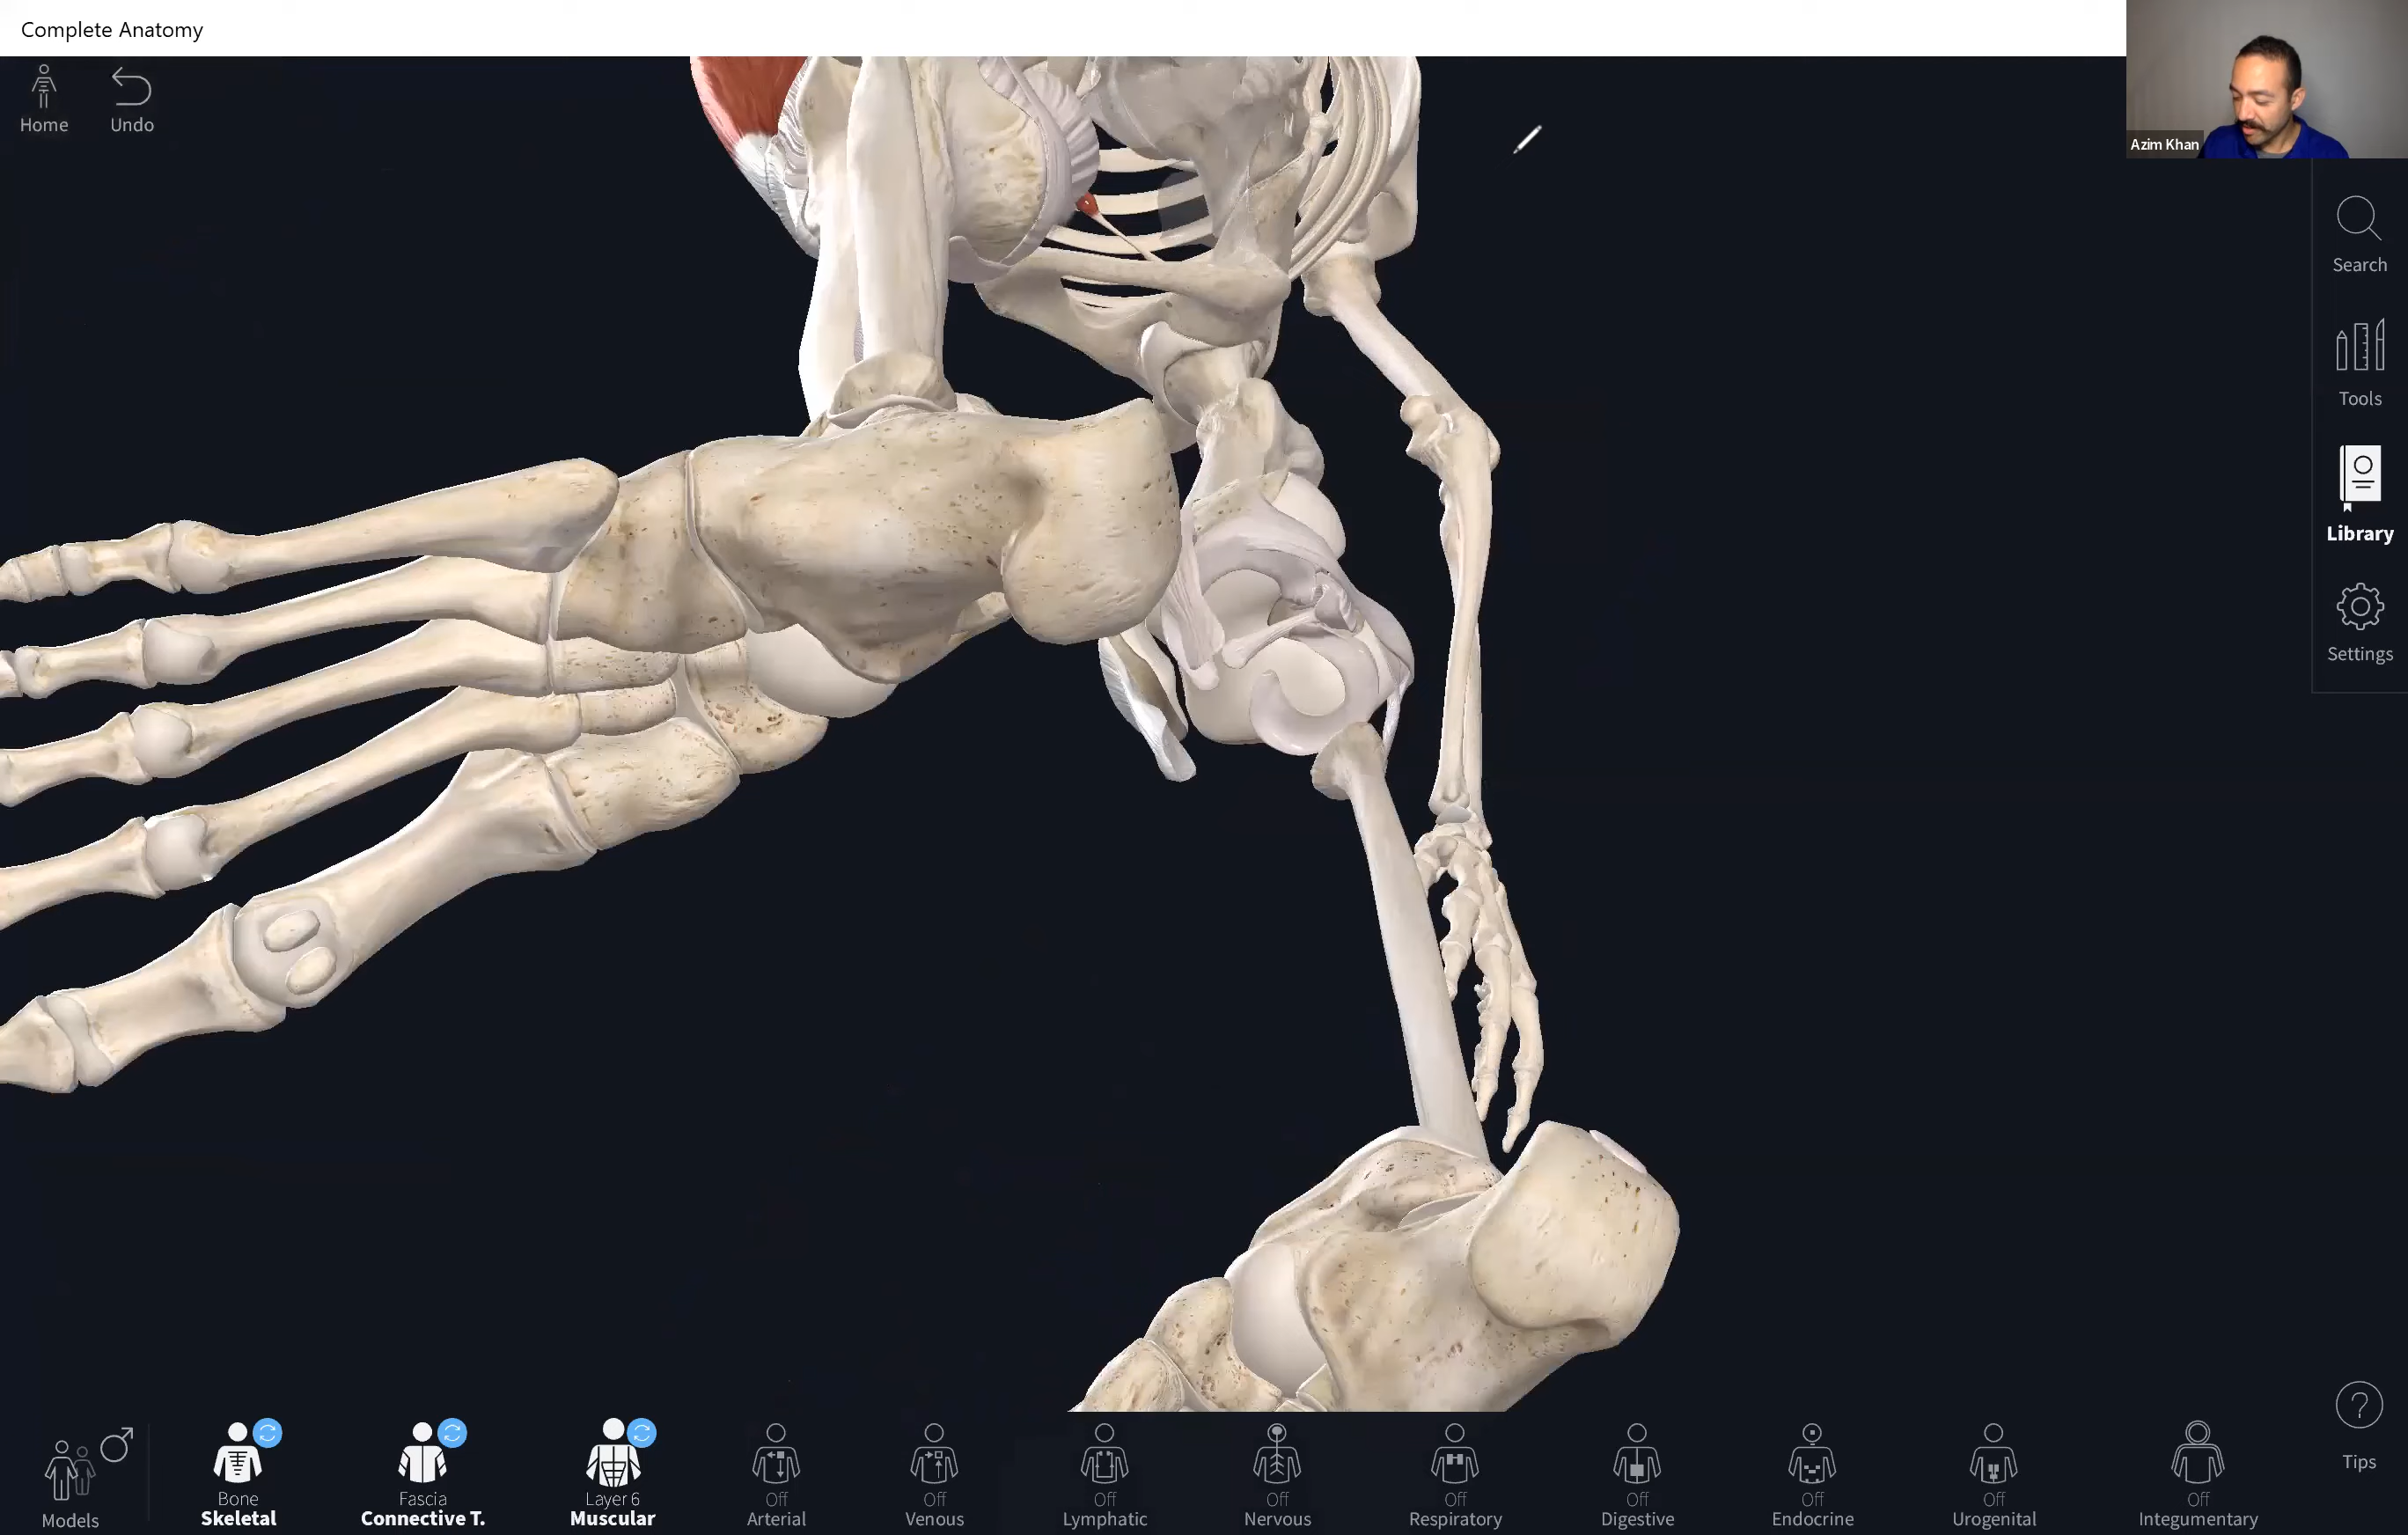 Complete Anatomy
Home
Undo
Azim Khan
Search
Tools
Library
Settings
Tips
Models
Bone
Skeletal
Fascia
Connective T.
Layer 6
Muscular
Off
Arterial
Off
Venous
Off
Lymphatic
Off
Nervous
Off
Respiratory
Off
Digestive
Off
Endocrine
Off
Urogenital
Off
Integumentary